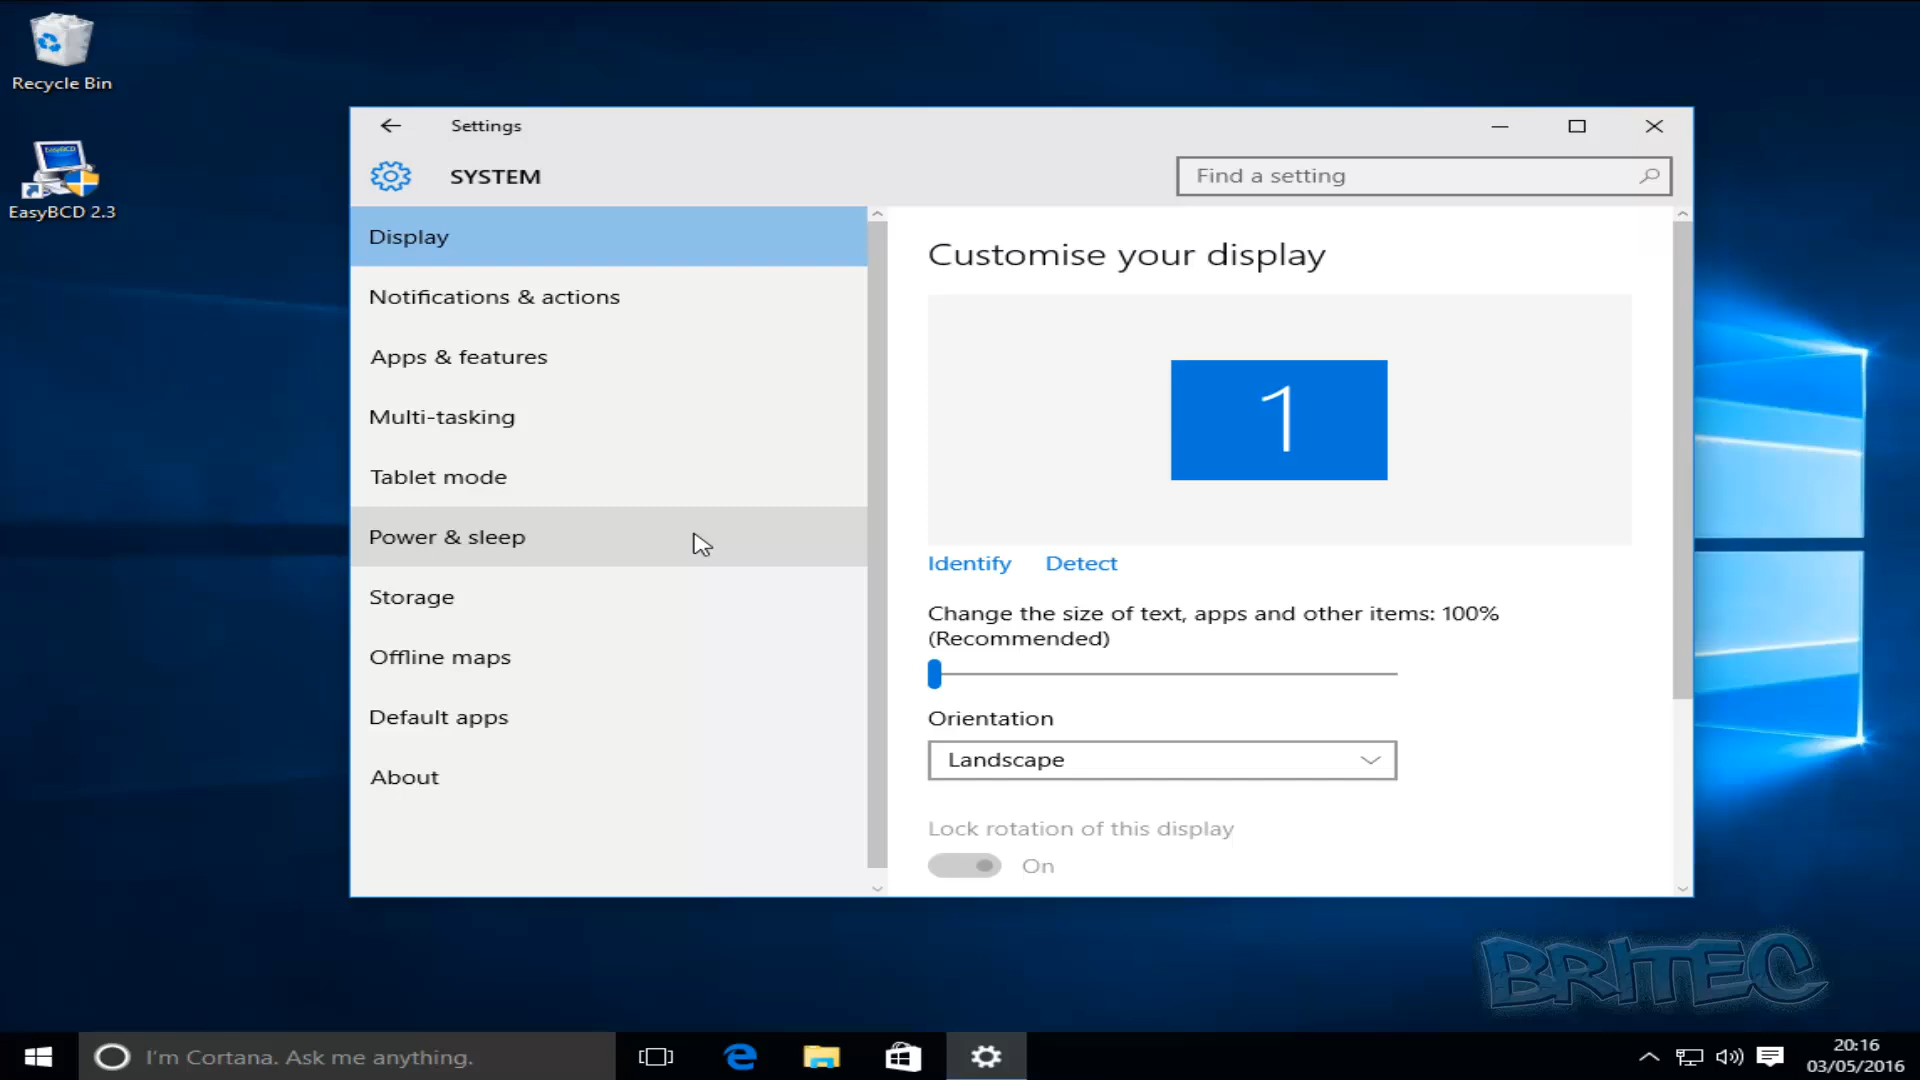 Recycle Bin
EasyBCD 2.3
Settings
SYSTEM
Find a setting
Display
Notifications & actions
Apps & features
Multi-tasking
Tablet mode
Power & sleep
Storage
Offline maps
Default apps
About
Customise your display
1
Identify Detect
Change the size of text, apps and other items: 100%
(Recommended)
Orientation
Landscape
Lock rotation of this display
On
BRITEC
I'm Cortana. Ask me anything.
20:16
03/05/2016